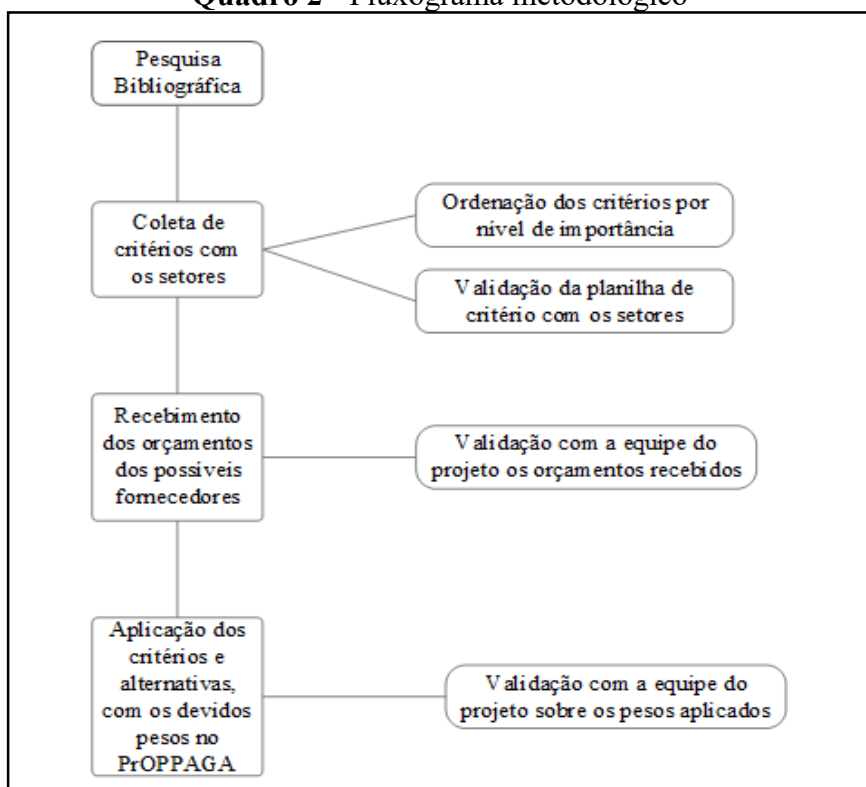 Quadro 2 - Fluxograma metodológico
Pesquisa
Bibliográfica
Coleta de
critérios com
os setores
Ordenação dos critérios por
nível de importância
Validação da planilha de
critério com os setores
Recebimento
dos orçamentos
dos possíveis
fornecedores
Validação com a equipe do
projeto os orçamentos recebidos
Aplicação dos
critérios e
alternativas,
com os devidos
pesos no
PrOPPAGA
Validação com a equipe do
projeto sobre os pesos aplicados